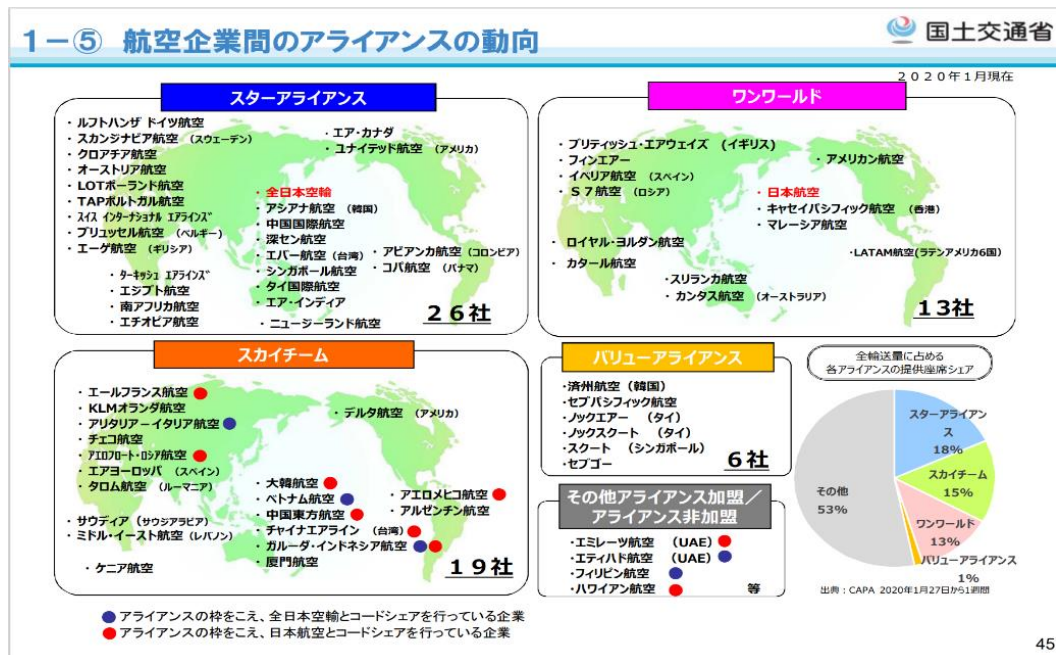 1－⑤ 航空企業間のアライアンスの動向
国土交通省
２０２０年１月現在
スターアライアンス
・ルフトハンザ ドイツ航空
・スカンジナビア航空（スウェーデン）
・クロアチア航空
・オーストリア航空
・LOTポーランド航空
・TAPポルトガル航空
・スイス インターナショナル エアラインズ
・ブリュッセル航空（ベルギー）
・エーゲ航空（ギリシア）
・ターキッシュ エアラインズ
・エジプト航空
・南アフリカ航空
・エチオピア航空
・エア・カナダ
・ユナイテッド航空（アメリカ）
・全日本空輸
・アシアナ航空（韓国）
・中国国際航空
・深セン航空
・エバー航空（台湾）
・シンガポール航空
・タイ国際航空
・エア・インディア
・ニュージーランド航空
・アビアンカ航空（コロンビア）
・コパ航空（パナマ）
２６社
ワンワールド
・ブリティッシュ・エアウェイズ（イギリス）
・フィンエアー
・イベリア航空（スペイン）
・Ｓ７航空（ロシア）
・ロイヤル・ヨルダン航空
・カタール航空
・アメリカン航空
・日本航空
・キャセイパシフィック航空（香港）
・マレーシア航空
・スリランカ航空
・カンタス航空（オーストラリア）
・LATAM航空(ラテンアメリカ6国)
１３社
スカイチーム
・エールフランス航空
・KLMオランダ航空
・アリタリアーイタリア航空
・チェコ航空
・アエロフロート・ロシア航空
・エアヨーロッパ（スペイン）
・タロム航空（ルーマニア）
・サウディア（サウジアラビア）
・ミドル・イースト航空（レバノン）
・ケニア航空
・デルタ航空（アメリカ）
・大韓航空
・ベトナム航空
・中国東方航空
・チャイナエアライン（台湾）
・ガルーダ・インドネシア航空
・厦門航空
・アエロメヒコ航空
・アルゼンチン航空
１９社
バリューアライアンス
・済州航空（韓国）
・セブパシフィック航空
・ノックエアー（タイ）
・ノックスクート（タイ）
・スクート（シンガポール）
・セブゴー
６社
その他アライアンス加盟／
アライアンス非加盟
・エミレーツ航空（UAE）
・エティハド航空（UAE）
・フィリピン航空
・ハワイアン航空 等
全輸送量に占める
各アライアンスの提供座席シェア
スターアライアン
ス
18%
スカイチーム
15%
ワンワールド
13%
バリューアライアンス
1%
その他
53%
出典：CAPA 2020年1月27日から1週間
アライアンスの枠をこえ、全日本空輸とコードシェアを行っている企業
アライアンスの枠をこえ、日本航空とコードシェアを行っている企業
45